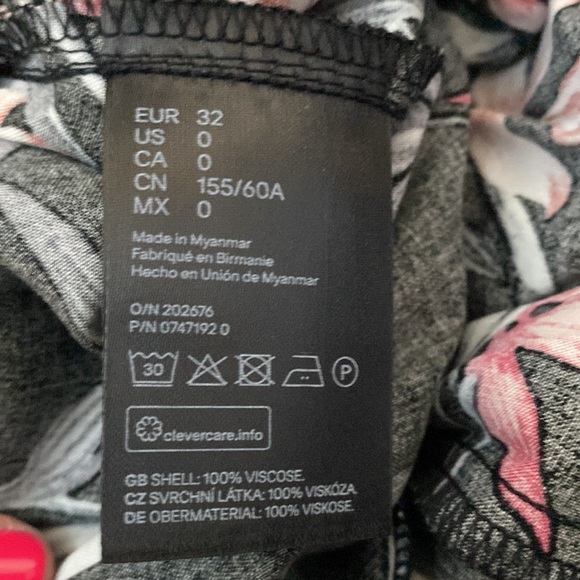 EUR 32
US 0
CA 0
CN 155/60A
MX 0
Made in Myanmar
Fabriqué en Birmanie
Hecho en Unión de Myanmar
O/N 202676
P/N 0747192 0
30 P
clevercare.info
GB SHELL: 100% VISCOSE.
CZ SVRCHNÍ LÁTKA: 100% VISKÓZA.
DE OBERMATERIAL: 100% VISKOSE.